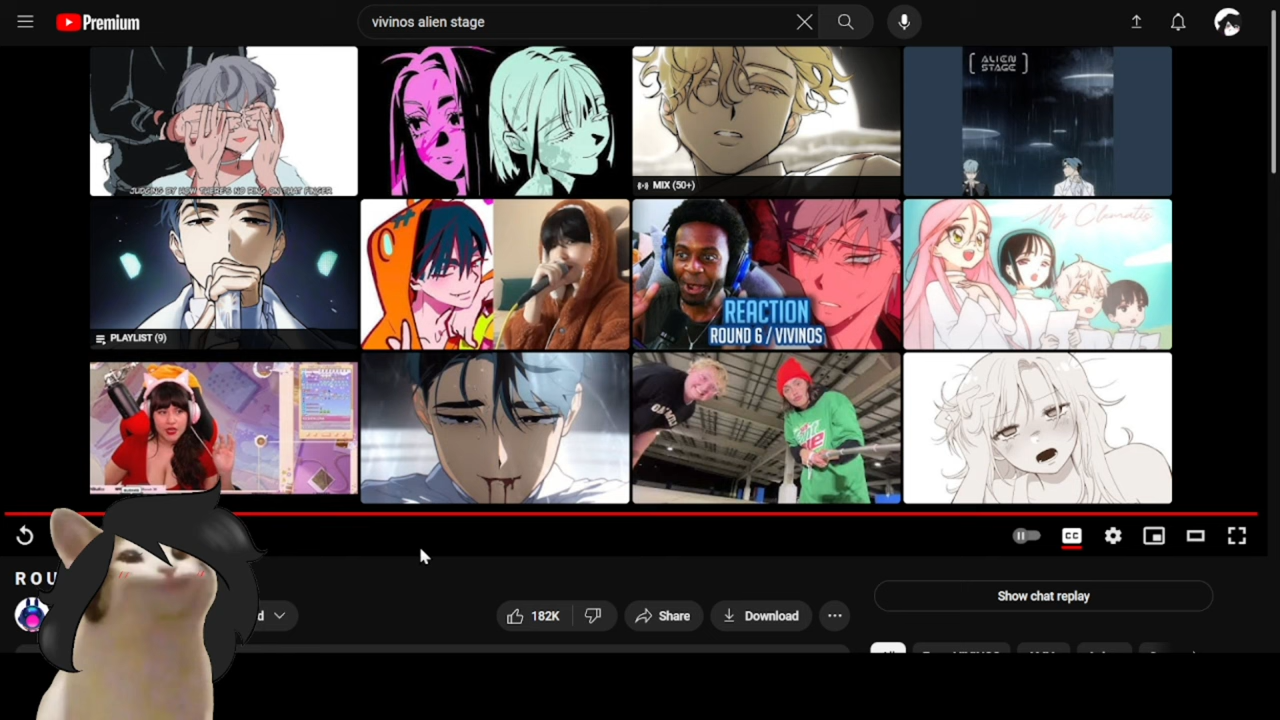 Premium
vivinos alien stage
[ ALIEN
STAGE ]
JUDGING BY HOW THERE'S NO RING ON THAT FINGER
MIX (50+)
My Clematis
REACTION
ROUND 6 / VIVINOS
PLAYLIST (9)
CC
ROU
d
182K
Share
Download
Show chat replay